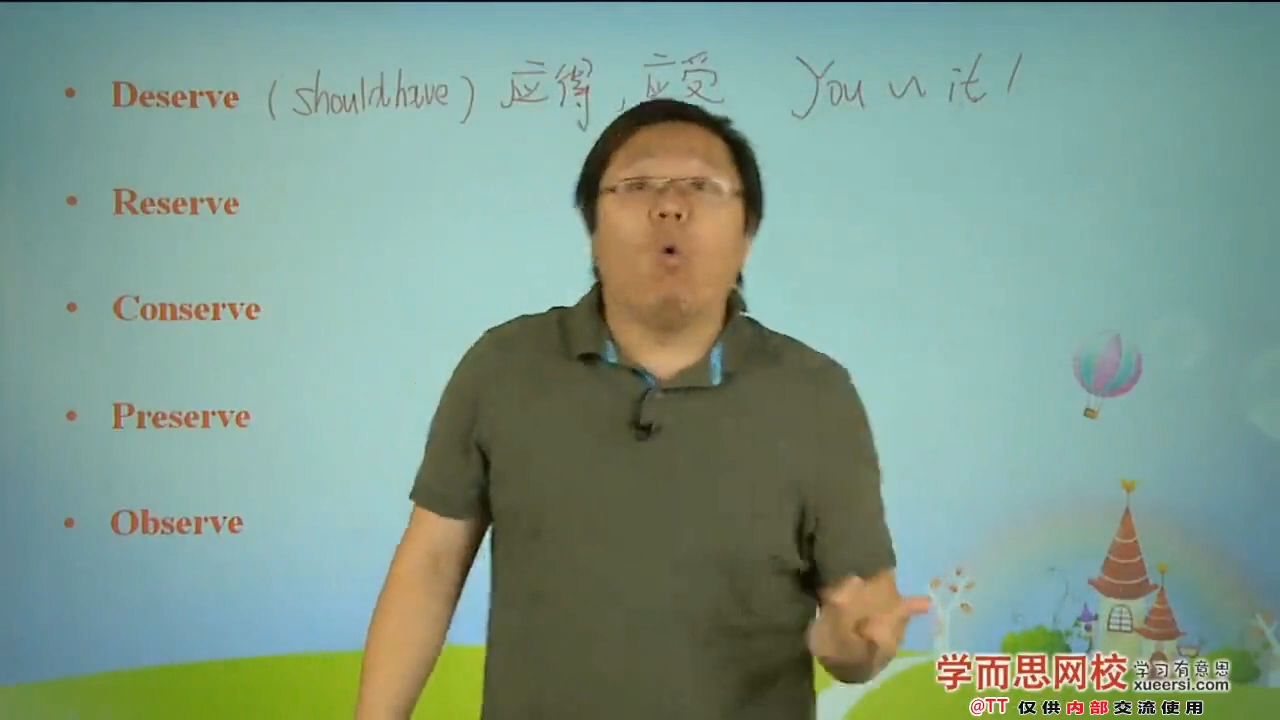 • Deserve (should have) 应得，应受 You ~ it!
• Reserve
• Conserve
• Preserve
• Observe
学而思网校 学习有意思
xueersi.com
@TT 仅供内部交流使用